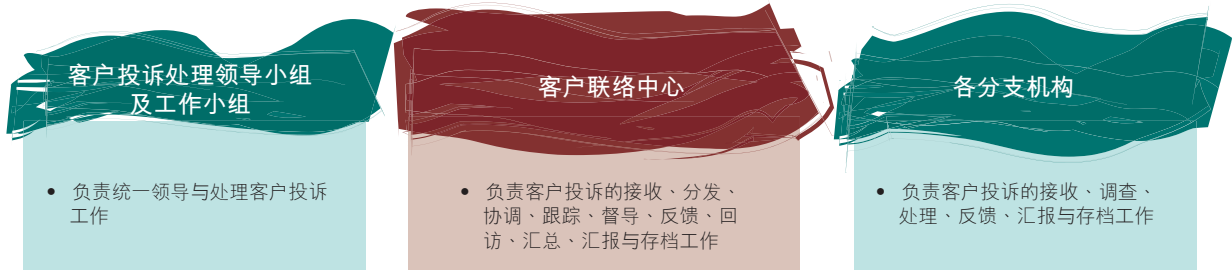 客户投诉处理领导小组
及工作小组
• 负责统一领导与处理客户投诉
工作
客户联络中心
• 负责客户投诉的接收、分发、
协调、跟踪、督导、反馈、回
访、汇总、汇报与存档工作
各分支机构
• 负责客户投诉的接收、调查、
处理、反馈、汇报与存档工作